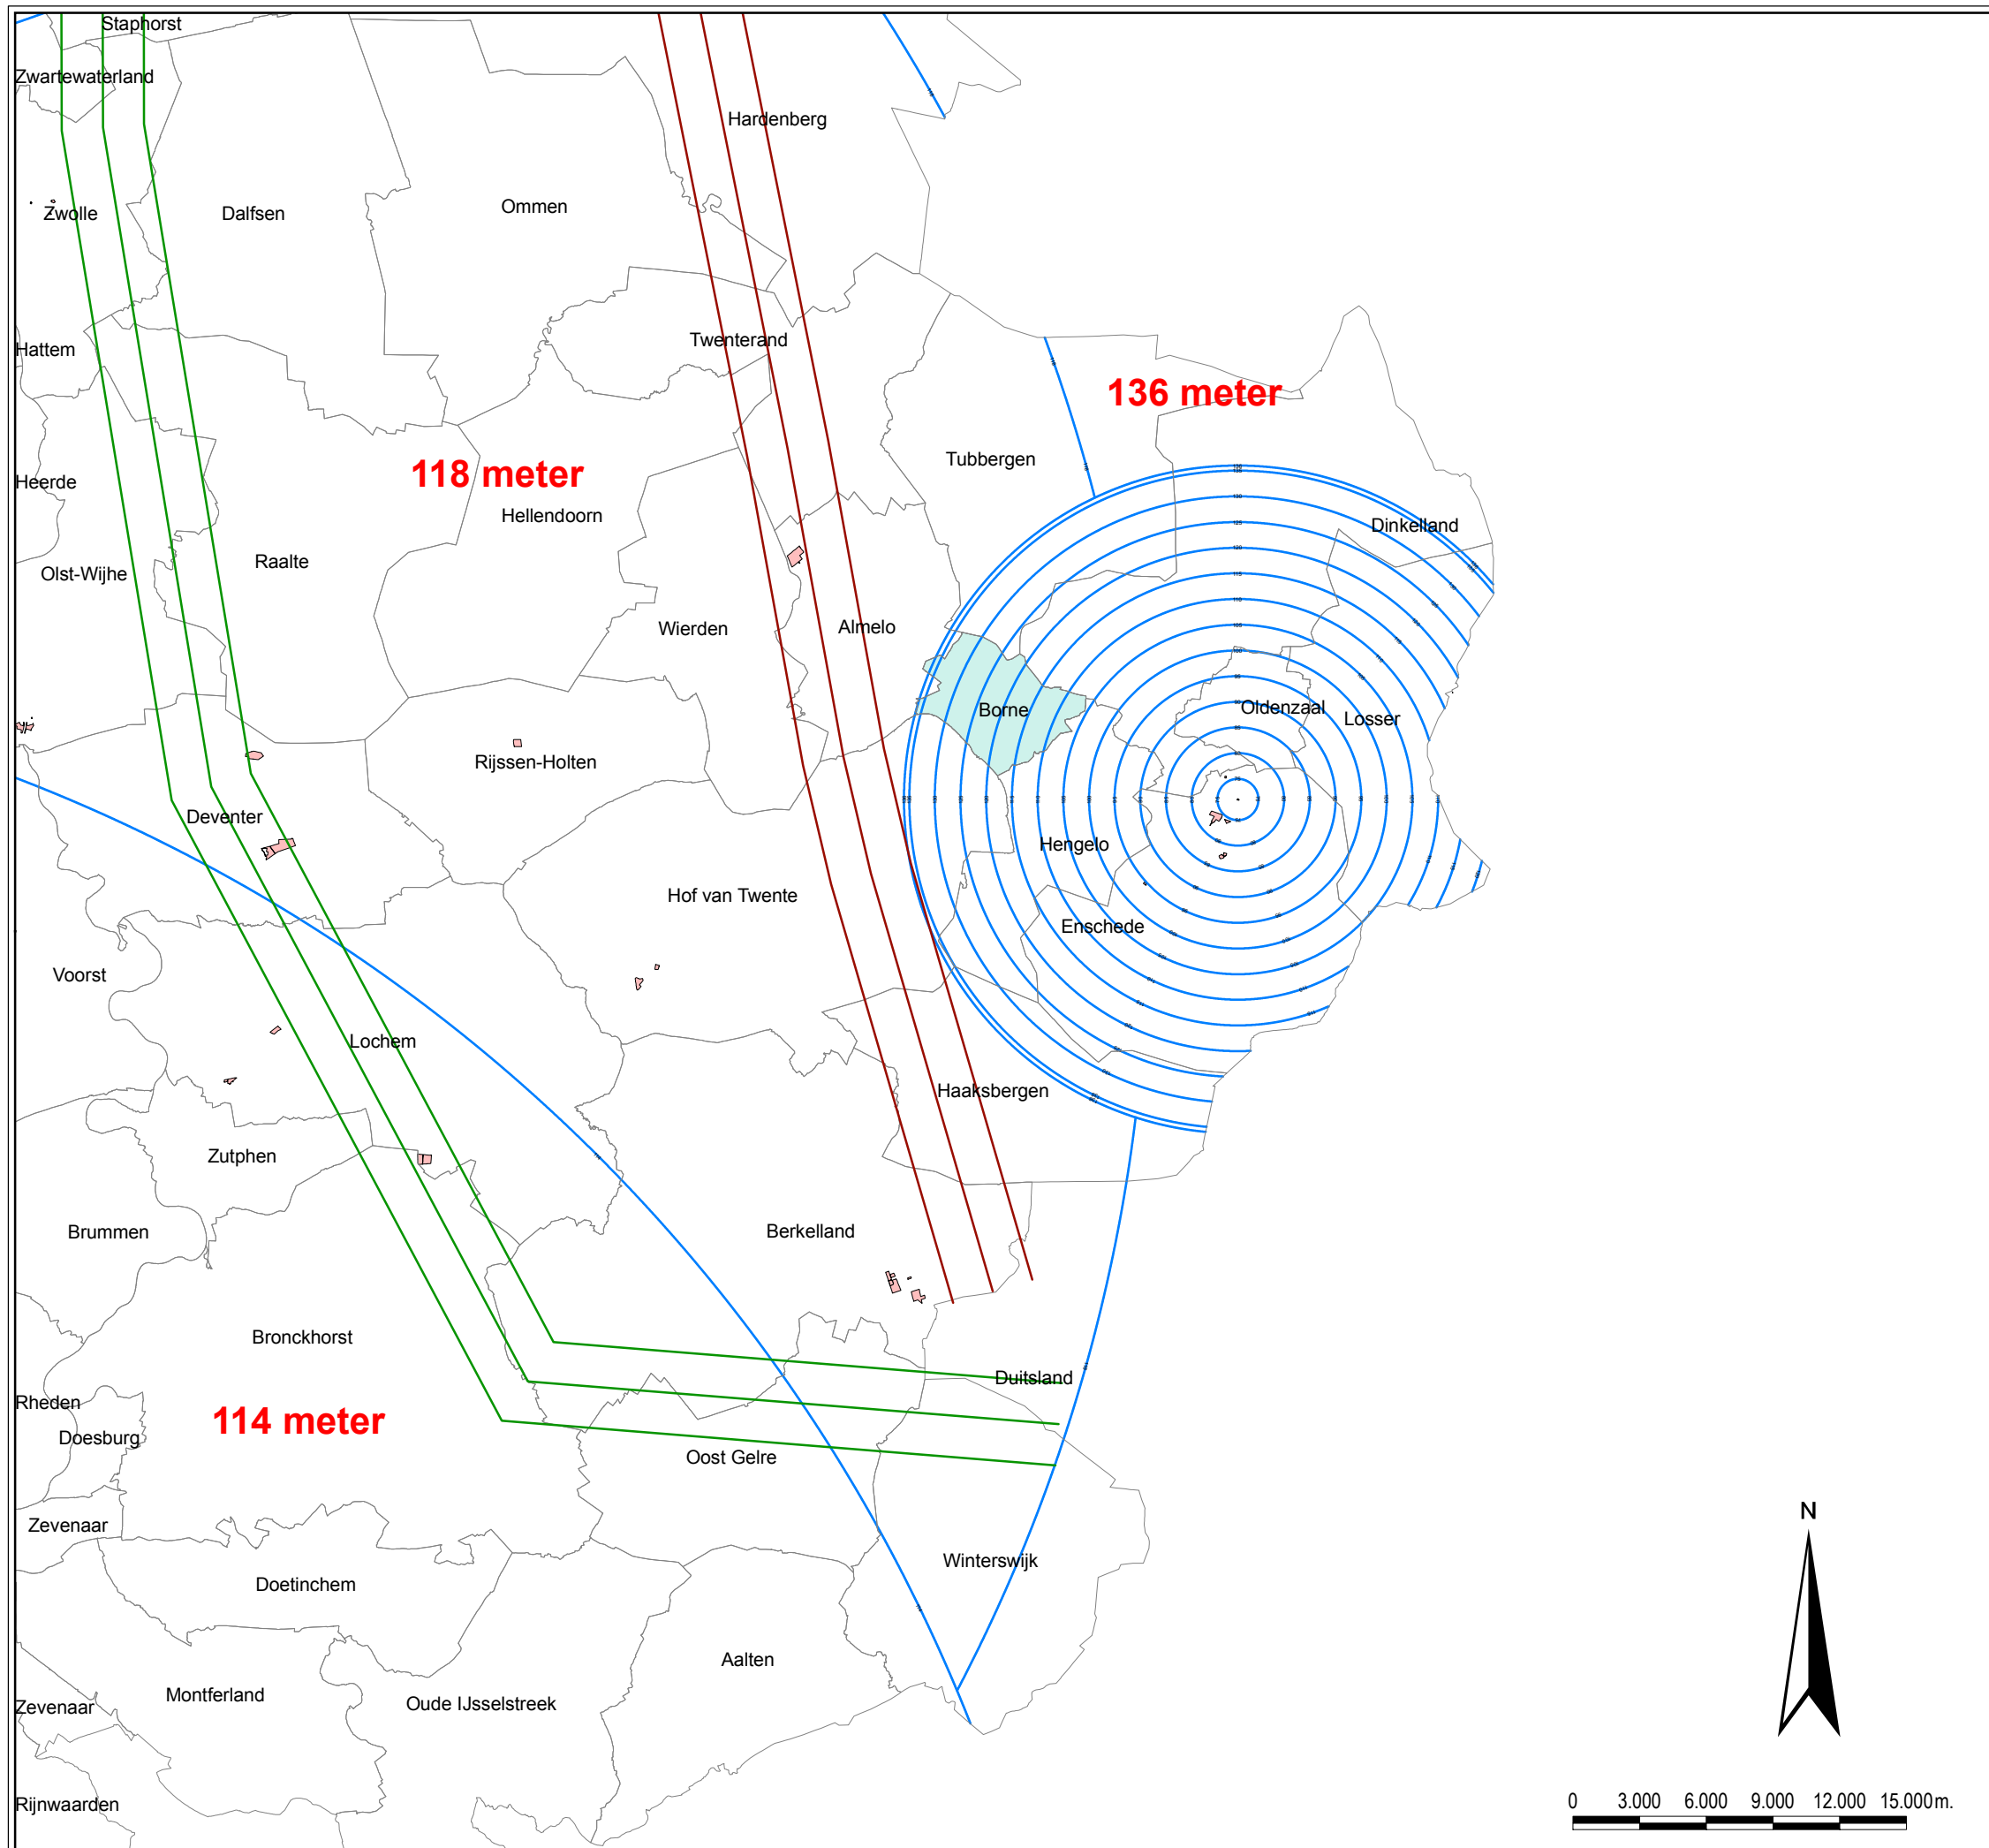 Staphorst
Zwartewaterland
Hardenberg
Zwolle
Dalfsen
Ommen
Hattem
Twenterand
136 meter
Tubbergen
118 meter
Heerde
Hellendoorn
Dinkelland
Olst-Wijhe
Raalte
Wierden
Almelo
Borne
Oldenzaal
Losser
Rijssen-Holten
Deventer
Hengelo
Hof van Twente
Enschede
Voorst
Lochem
Haaksbergen
Zutphen
Brummen
Berkelland
Bronckhorst
Duitsland
Rheden
114 meter
Doesburg
Oost Gelre
Zevenaar
N
Winterswijk
Doetinchem
Aalten
Montferland
Zevenaar
Oude IJsselstreek
Rijnwaarden
0 3.000 6.000 9.000 12.000 15.000 m.